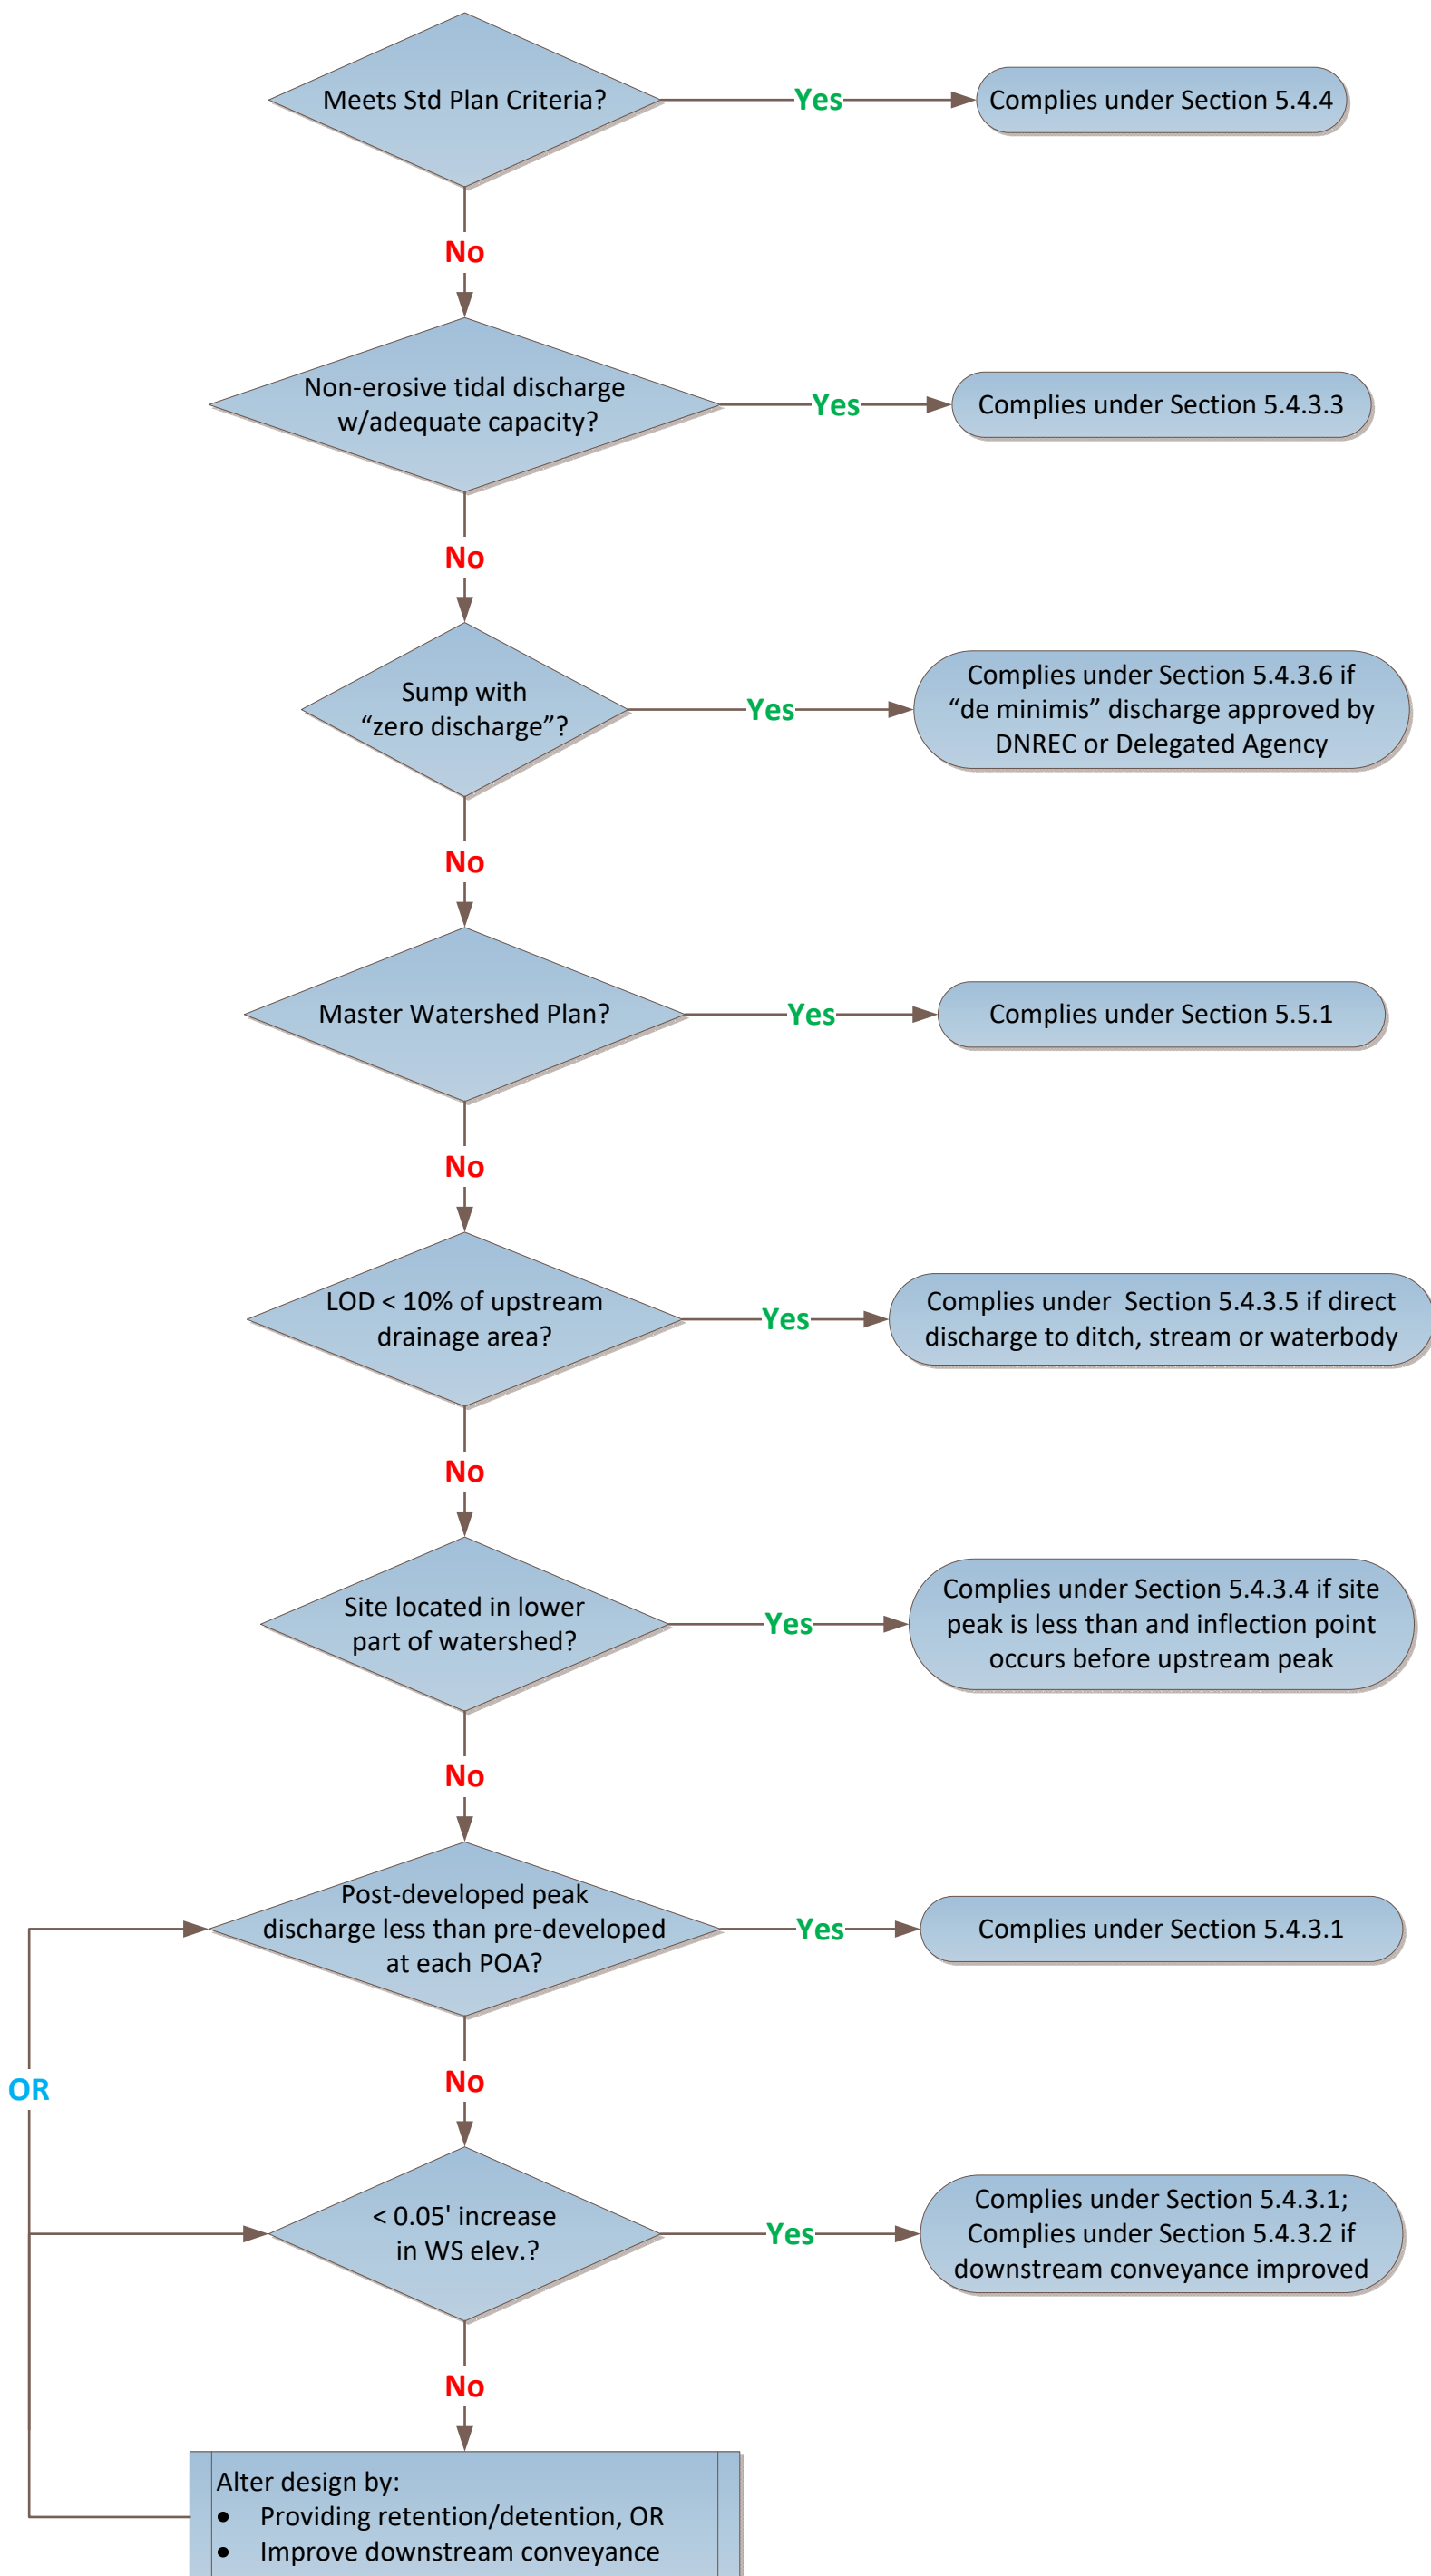 Meets Std Plan Criteria?
Yes
Complies under Section 5.4.4
No
Non-erosive tidal discharge
w/adequate capacity?
Yes
Complies under Section 5.4.3.3
No
Sump with
“zero discharge”?
Yes
Complies under Section 5.4.3.6 if
“de minimis” discharge approved by
DNREC or Delegated Agency
No
Master Watershed Plan?
Yes
Complies under Section 5.5.1
No
LOD < 10% of upstream
drainage area?
Yes
Complies under  Section 5.4.3.5 if direct
discharge to ditch, stream or waterbody
No
Site located in lower
part of watershed?
Yes
Complies under Section 5.4.3.4 if site
peak is less than and inflection point
occurs before upstream peak
No
Post-developed peak
discharge less than pre-developed
at each POA?
Yes
Complies under Section 5.4.3.1
No
OR
< 0.05' increase
in WS elev.?
Yes
Complies under Section 5.4.3.1;
Complies under Section 5.4.3.2 if
downstream conveyance improved
No
Alter design by:
● Providing retention/detention, OR
● Improve downstream conveyance